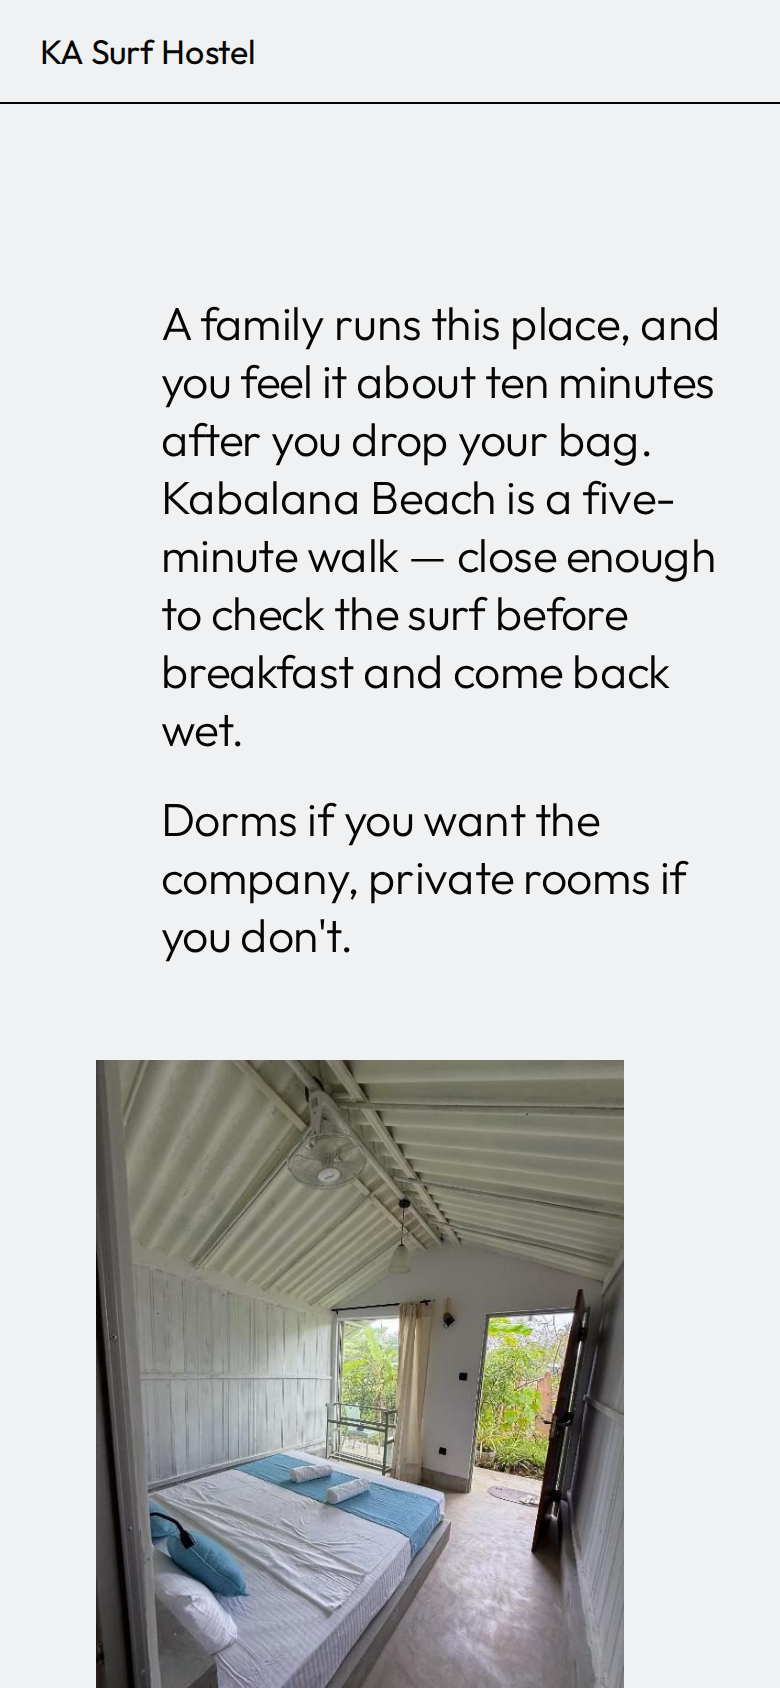 KA Surf Hostel
A family runs this place, and
you feel it about ten minutes
after you drop your bag.
Kabalana Beach is a five-
minute walk — close enough
to check the surf before
breakfast and come back
wet.
Dorms if you want the
company, private rooms if
you don't.